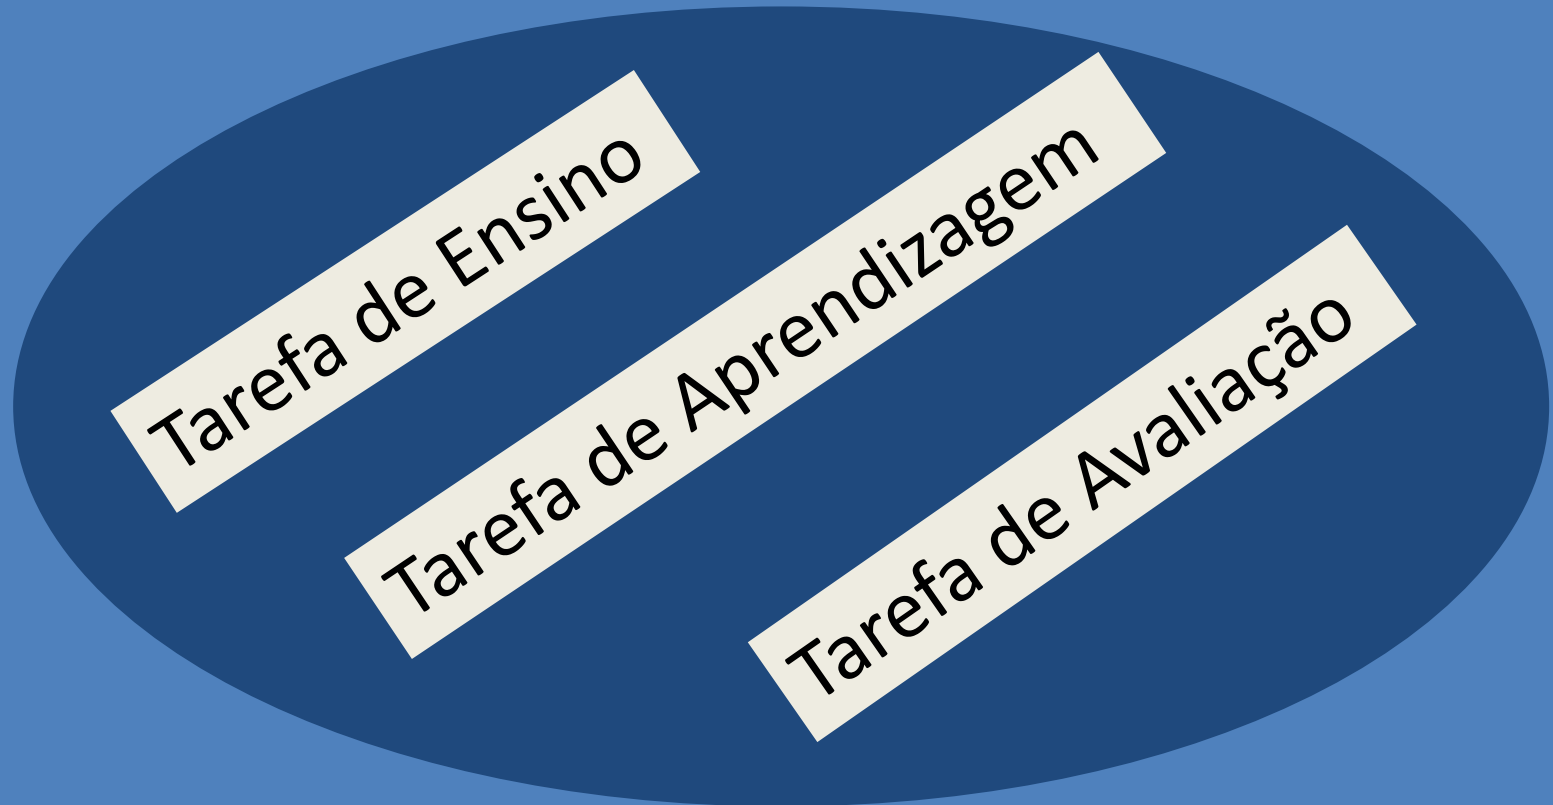 Tarefa de Ensino
Tarefa de Aprendizagem
Tarefa de Avaliação